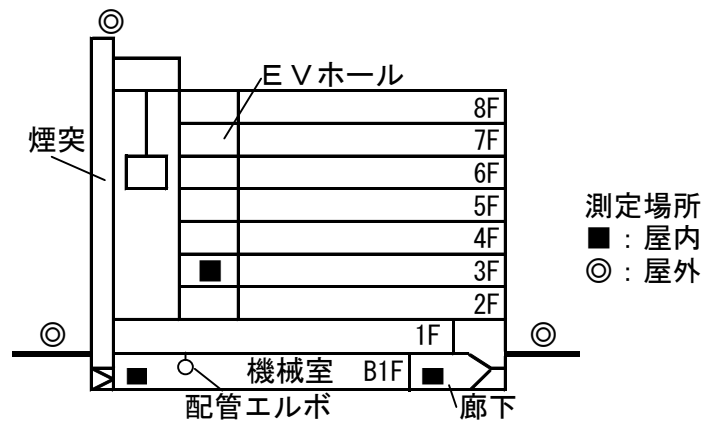 EVホール
8F
7F
煙突
6F
5F
測定場所
4F
■：屋内
3F
◎：屋外
2F
1F
機械室 B1F
配管エルボ 廊下